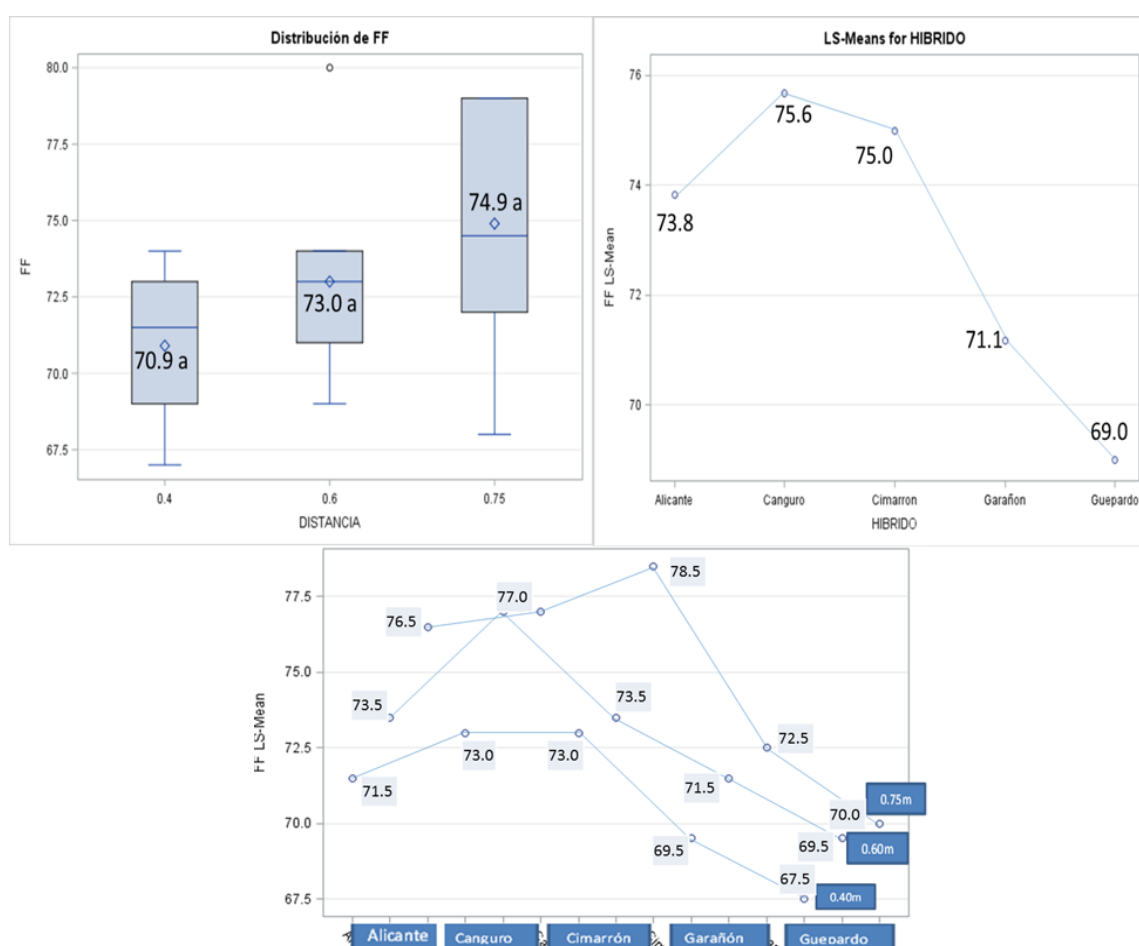 Distribución de FF
80.0
77.5
75.0
72.5
70.0
67.5
FF
70.9 a
73.0 a
74.9 a
0.4
0.6
0.75
DISTANCIA
LS-Means for HIBRIDO
76
74
72
70
FF LS-Mean
73.8
75.6
75.0
71.1
69.0
Alicante
Canguro
Cimarron
Garañón
Guepardo
HIBRIDO
77.5
75.0
72.5
70.0
67.5
FF LS-Mean
76.5
77.0
78.5
73.5
73.5
72.5
71.5
73.0
73.0
71.5
70.0
69.5
69.5
67.5
0.75m
0.60m
0.40m
Alicante
Canguro
Cimarrón
Garañón
Guepardo